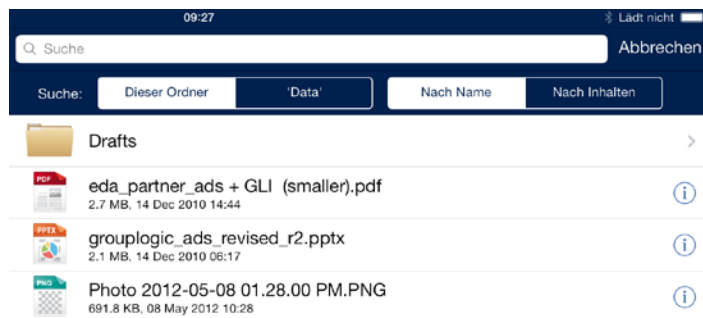 09:27
Lädt nicht
Suche
Abbrechen
Suche:
Dieser Ordner
'Data'
Nach Name
Nach Inhalten
Drafts
PDF
eda_partner_ads + GLI  (smaller).pdf
2.7 MB, 14 Dec 2010 14:44
PPTX
grouplogic_ads_revised_r2.pptx
2.1 MB, 14 Dec 2010 06:17
PNG
Photo 2012-05-08 01.28.00 PM.PNG
691.8 KB, 08 May 2012 10:28